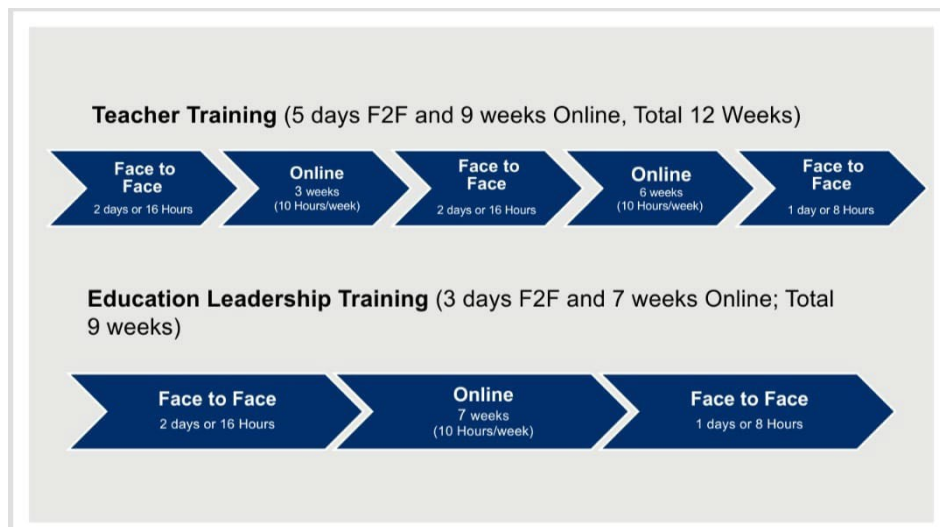 Teacher Training (5 days F2F and 9 weeks Online, Total 12 Weeks)
Face to
Face
2 days or 16 Hours
Online
3 weeks
(10 Hours/week)
Face to
Face
2 days or 16 Hours
Online
6 weeks
(10 Hours/week)
Face to
Face
1 day or 8 Hours
Education Leadership Training (3 days F2F and 7 weeks Online; Total
9 weeks)
Face to Face
2 days or 16 Hours
Online
7 weeks
(10 Hours/week)
Face to Face
1 days or 8 Hours